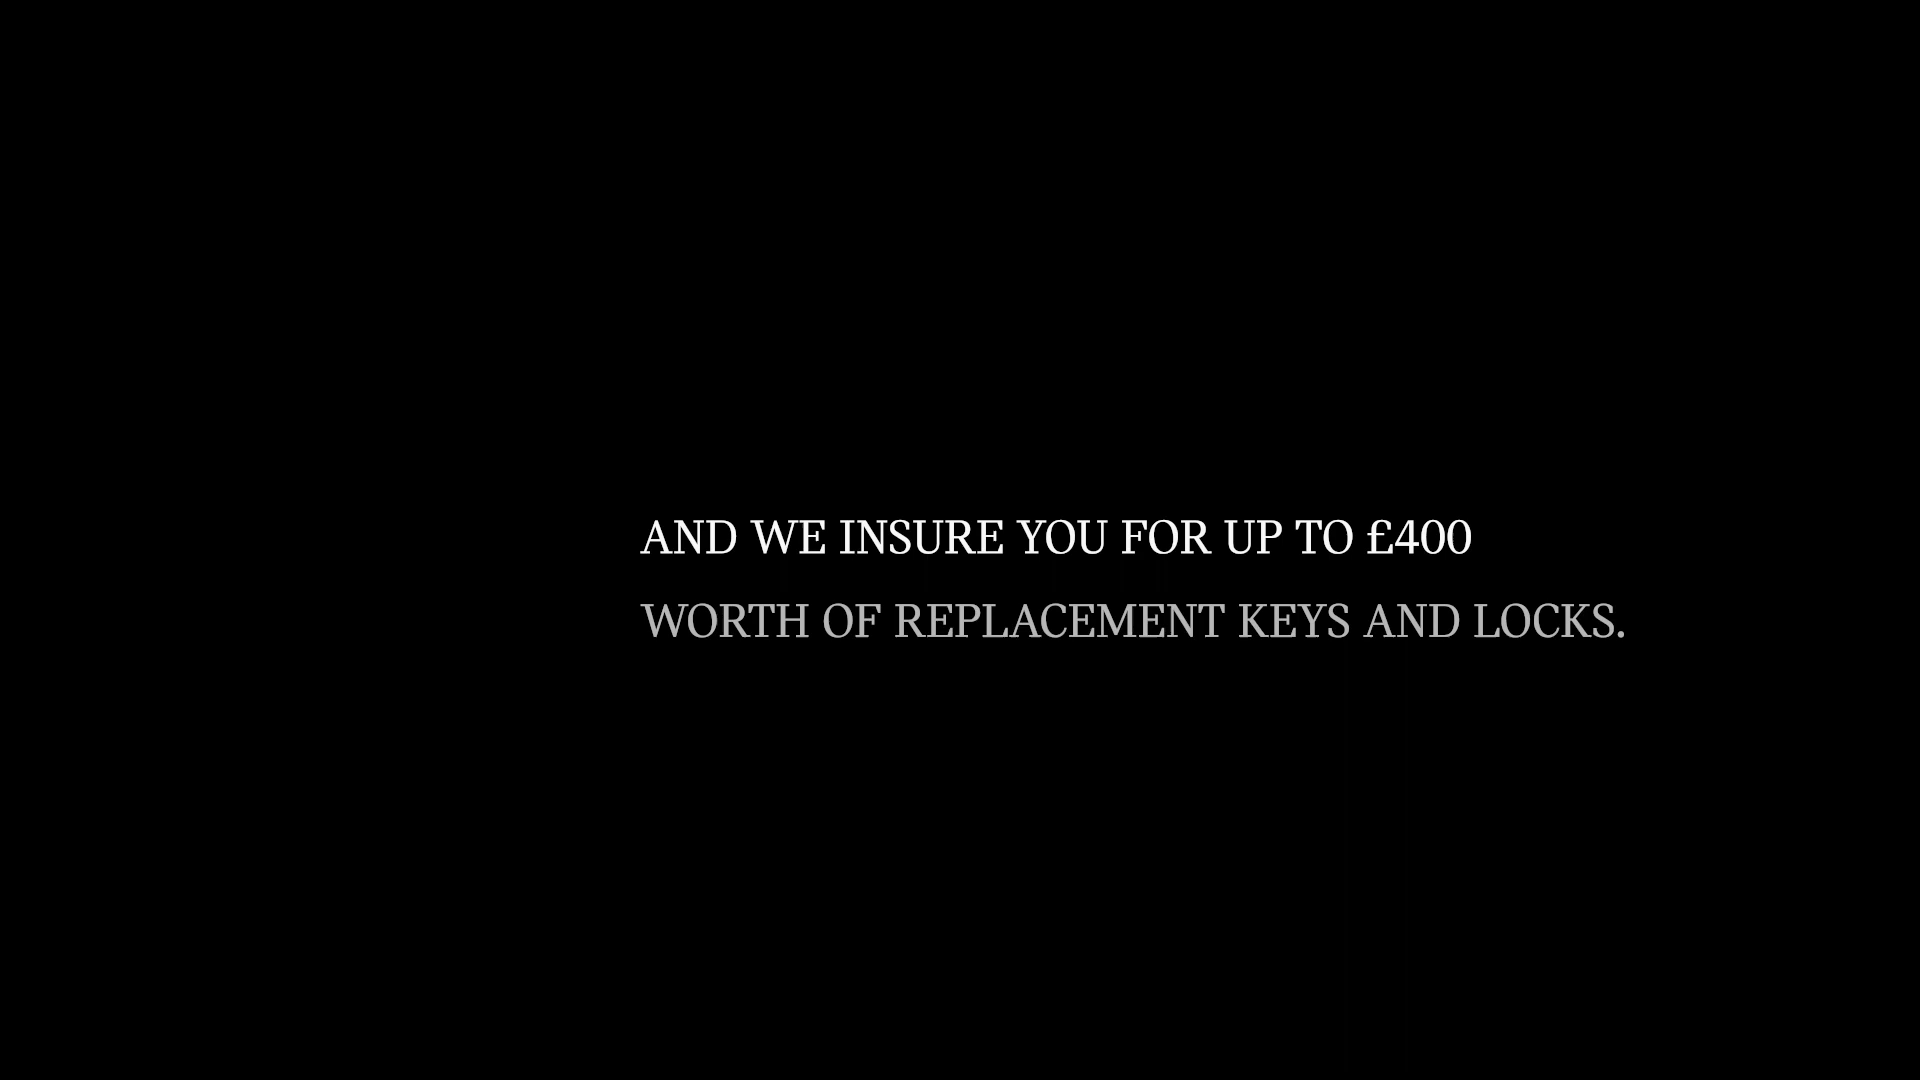 AND WE INSURE YOU FOR UP TO £400
WORTH OF REPLACEMENT KEYS AND LOCKS.